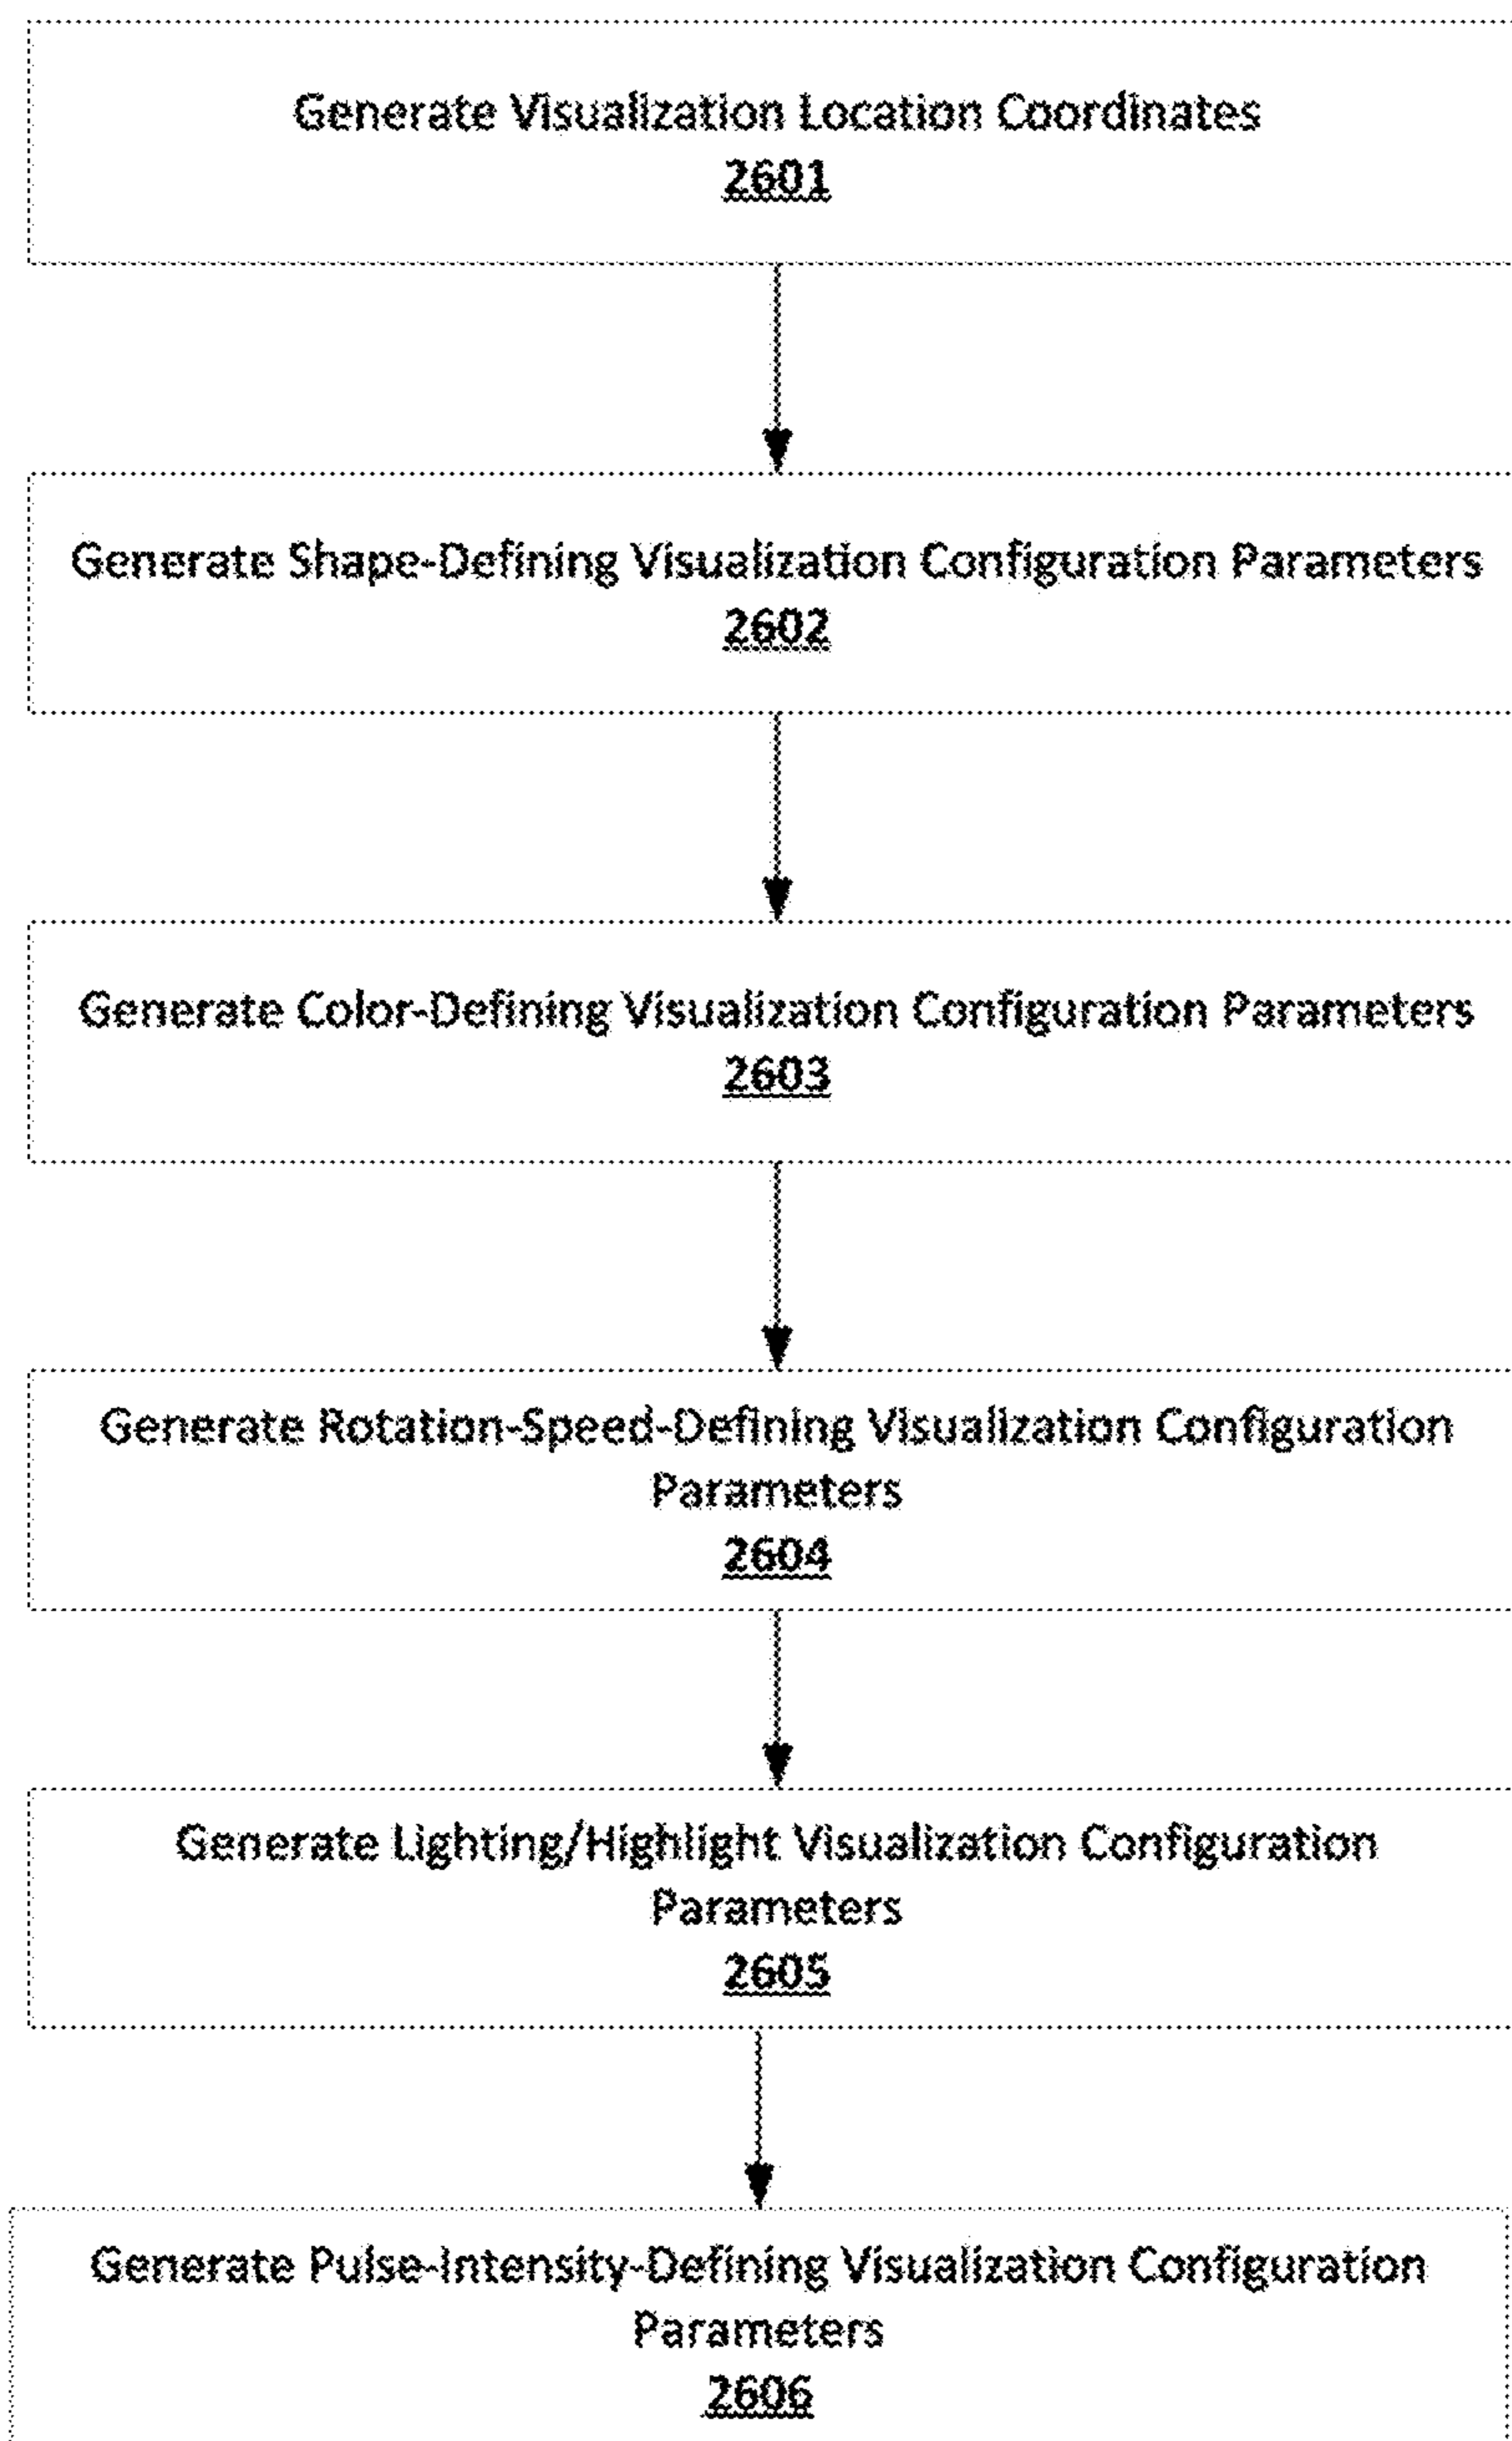 Generate Visualization Location Coordinates
2601
Generate Shape-Defining Visualization Configuration Parameters
2602
Generate Color-Defining Visualization Configuration Parameters
2603
Generate Rotation-Speed-Defining Visualization Configuration
Parameters
2604
Generate Lighting/Highlight Visualization Configuration
Parameters
2605
Generate Pulse-Intensity-Defining Visualization Configuration
Parameters
2606